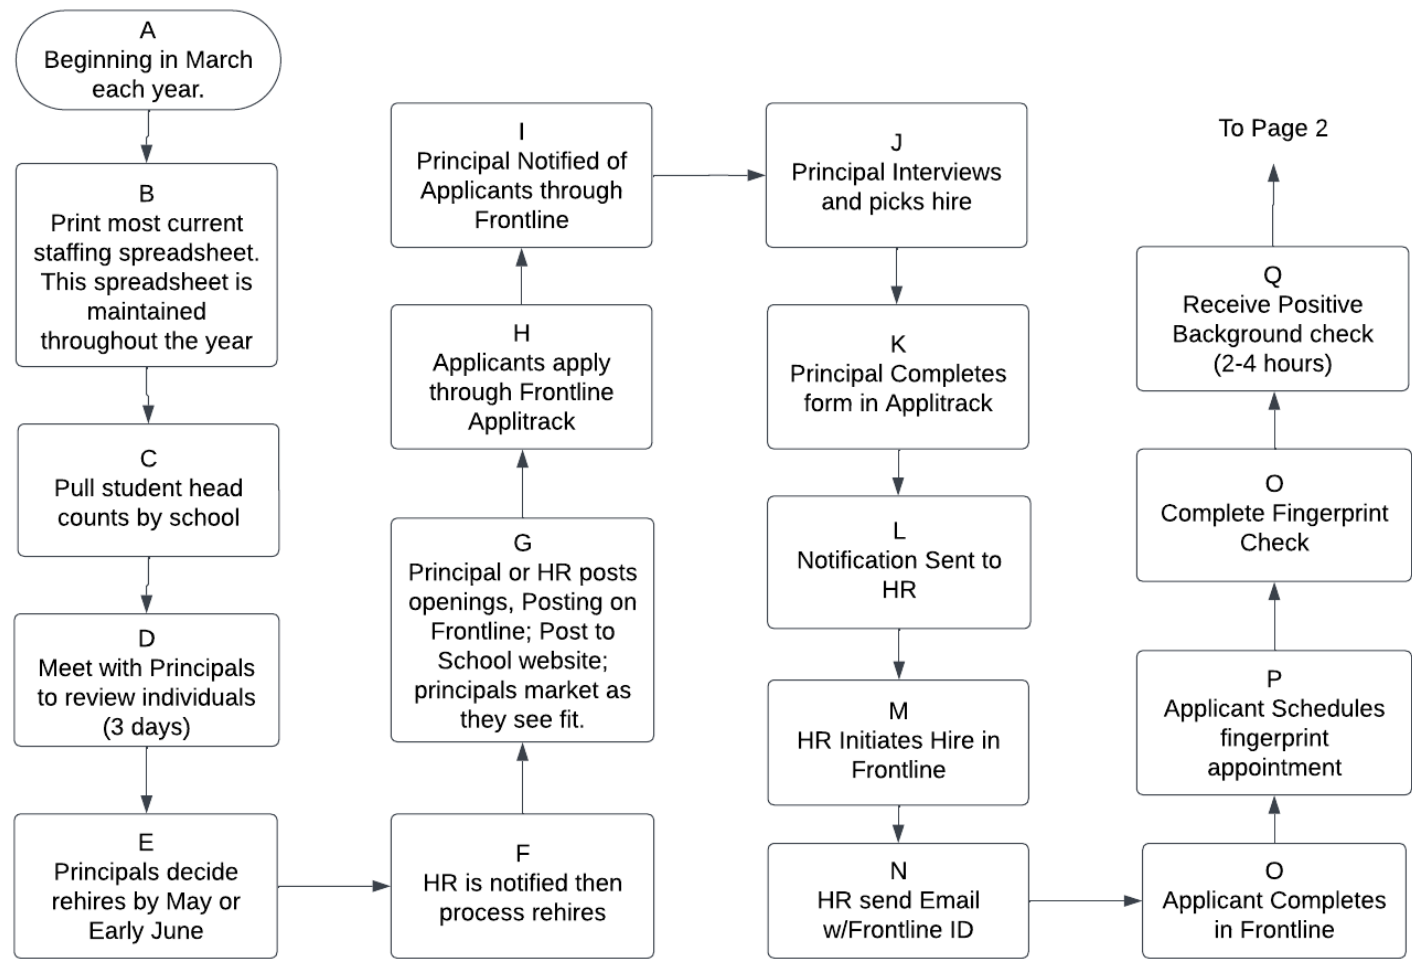 A
Beginning in March
each year.
B
Print most current
staffing spreadsheet.
This spreadsheet is
maintained
throughout the year
C
Pull student head
counts by school
D
Meet with Principals
to review individuals
(3 days)
E
Principals decide
rehires by May or
Early June
F
HR is notified then
process rehires
G
Principal or HR posts
openings, Posting on
Frontline; Post to
School website;
principals market as
they see fit.
H
Applicants apply
through Frontline
Applitrack
I
Principal Notified of
Applicants through
Frontline
J
Principal Interviews
and picks hire
K
Principal Completes
form in Applitrack
L
Notification Sent to
HR
M
HR Initiates Hire in
Frontline
N
HR send Email
w/Frontline ID
O
Applicant Completes
in Frontline
P
Applicant Schedules
fingerprint
appointment
O
Complete Fingerprint
Check
Q
Receive Positive
Background check
(2-4 hours)
To Page 2